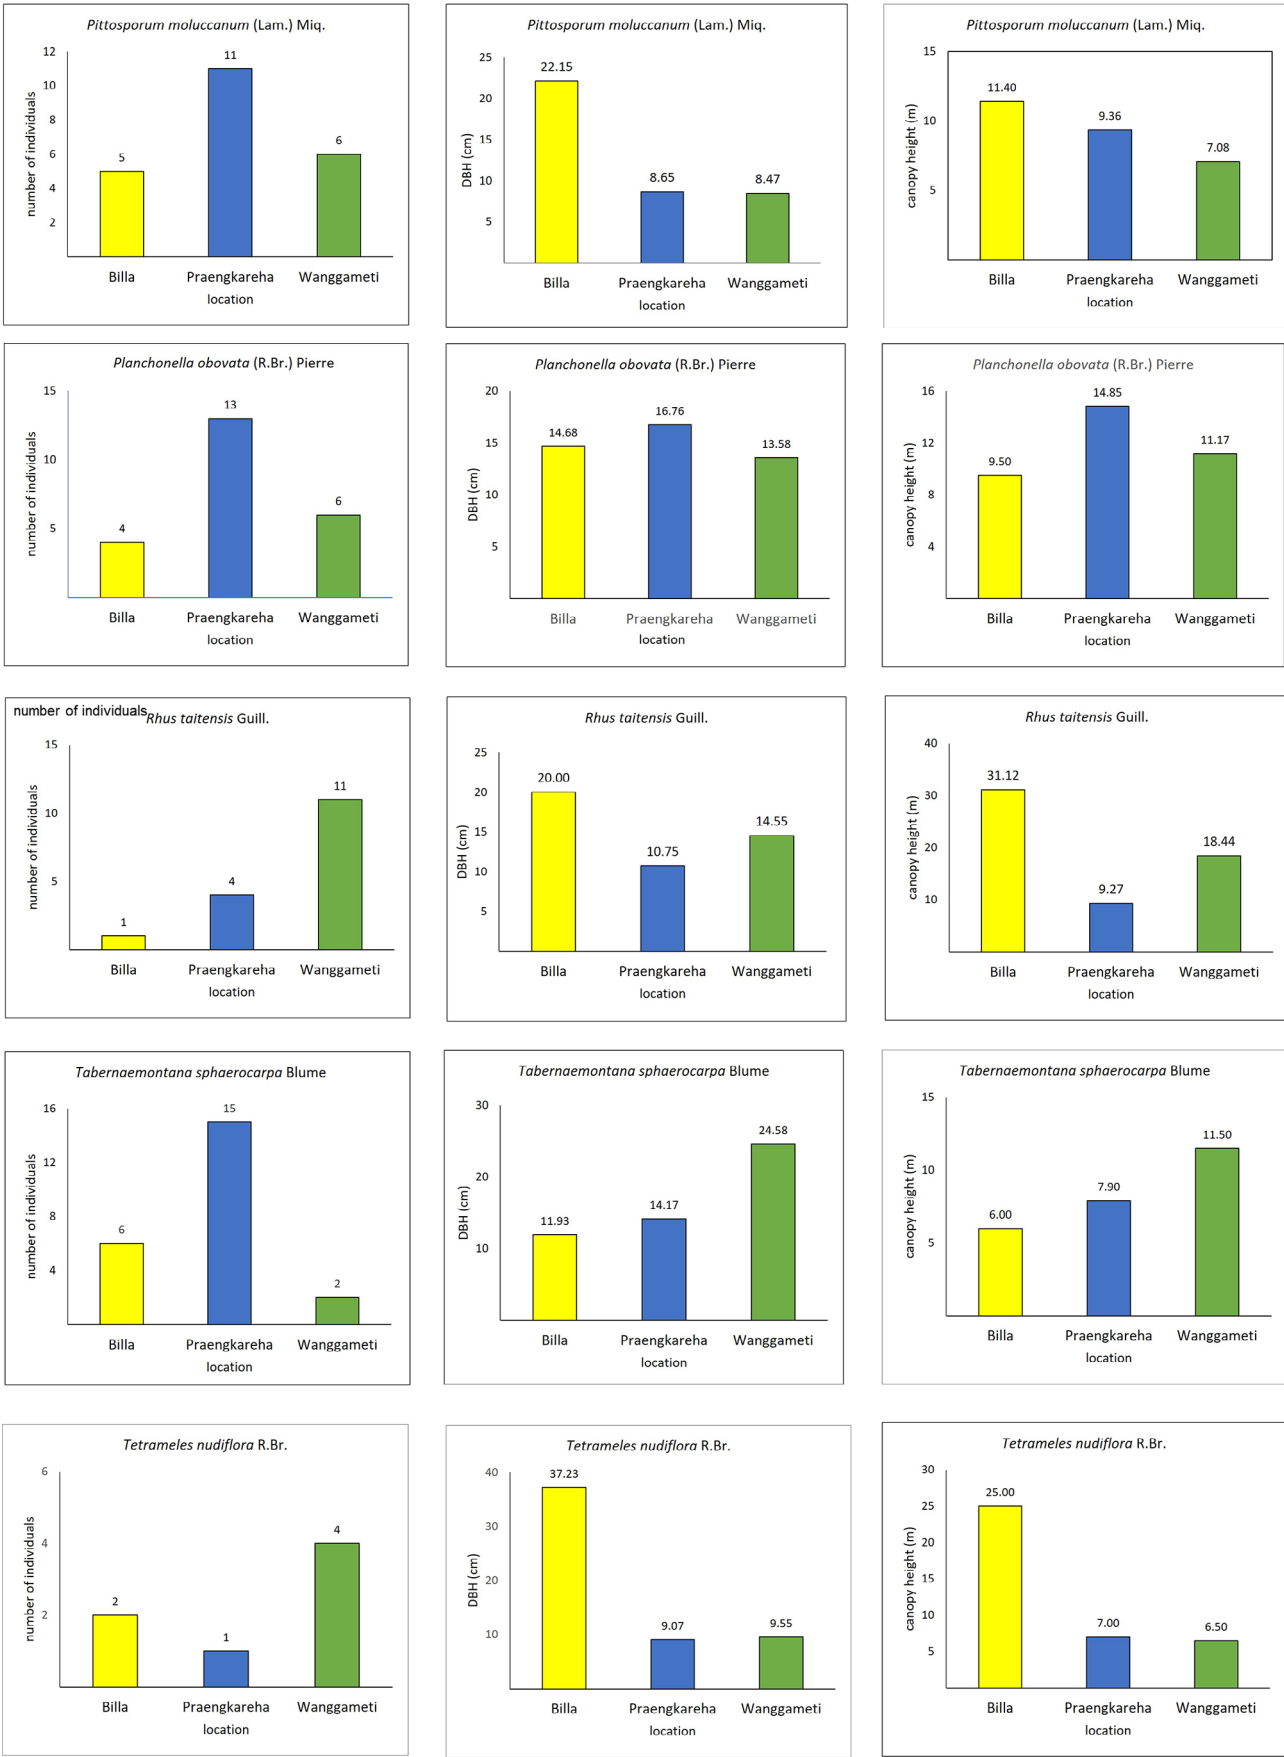 Pittosporum moluccanum (Lam.) Miq.
number of individuals
12
10
8
6
4
2
5
11
6
Billa Praengkareha Wanggameti
location
Pittosporum moluccanum (Lam.) Miq.
DBH (cm)
25
20
15
10
5
22.15
8.65
8.47
Billa Praengkareha Wanggameti
location
Pittosporum moluccanum (Lam.) Miq.
canopy height (m)
15
10
5
11.40
9.36
7.08
Billa Praengkareha Wanggameti
location
Planchonella obovata (R.Br.) Pierre
number of individuals
15
10
5
4
13
6
Billa Praengkareha Wanggameti
location
Planchonella obovata (R.Br.) Pierre
DBH (cm)
20
15
10
5
14.68
16.76
13.58
Billa Praengkareha Wanggameti
location
Planchonella obovata (R.Br.) Pierre
canopy height (m)
16
12
8
4
9.50
14.85
11.17
Billa Praengkareha Wanggameti
location
number of individuals
Rhus taitensis Guill.
number of individuals
15
10
5
1
4
11
Billa Praengkareha Wanggameti
location
Rhus taitensis Guill.
DBH (cm)
25
20
15
10
5
20.00
10.75
14.55
Billa Praengkareha Wanggameti
location
Rhus taitensis Guill.
canopy height (m)
40
30
20
10
31.12
9.27
18.44
Billa Praengkareha Wanggameti
location
Tabernaemontana sphaerocarpa Blume
number of individuals
16
12
8
4
6
15
2
Billa Praengkareha Wanggameti
location
Tabernaemontana sphaerocarpa Blume
DBH (cm)
30
20
10
11.93
14.17
24.58
Billa Praengkareha Wanggameti
location
Tabernaemontana sphaerocarpa Blume
canopy height (m)
15
10
5
6.00
7.90
11.50
Billa Praengkareha Wanggameti
location
Tetrameles nudiflora R.Br.
number of individuals
6
4
2
2
1
4
Billa Praengkareha Wanggameti
location
Tetrameles nudiflora R.Br.
DBH (cm)
40
30
20
10
37.23
9.07
9.55
Billa Praengkareha Wanggameti
location
Tetrameles nudiflora R.Br.
canopy height (m)
30
25
20
15
10
5
25.00
7.00
6.50
Billa Praengkareha Wanggameti
location